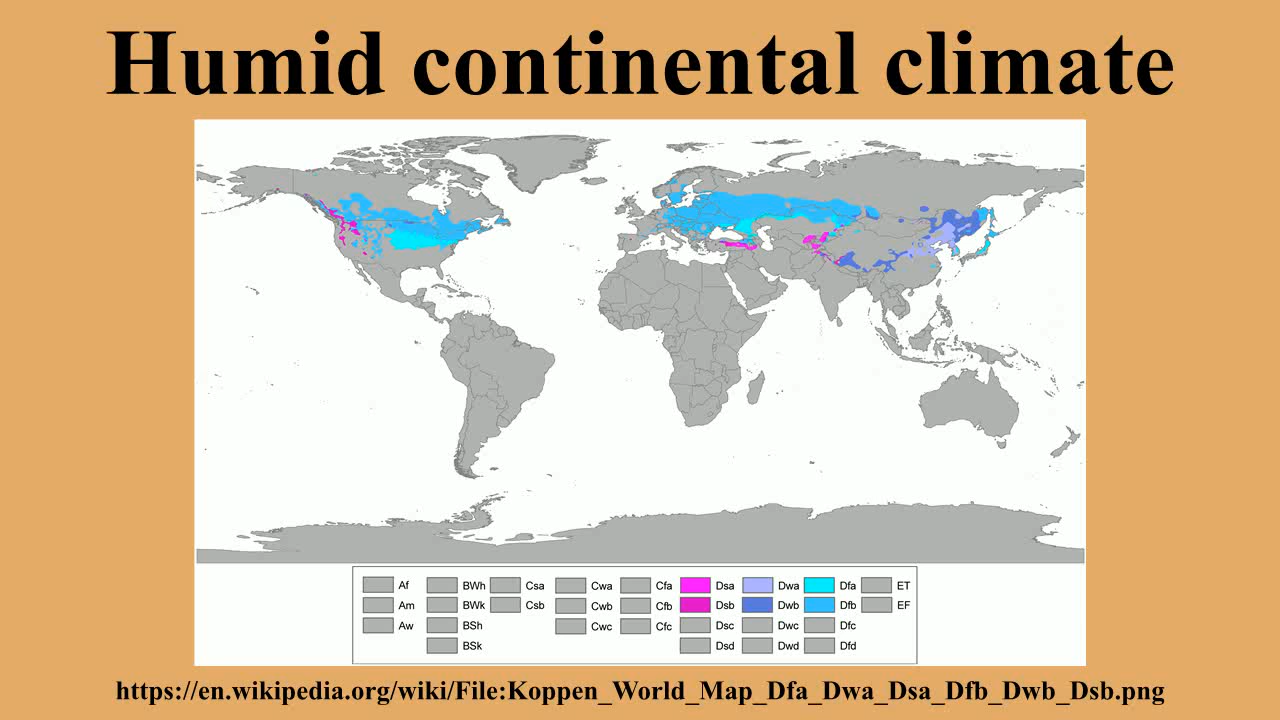 Humid continental climate
Af BWh Csa Cwa Cfa Dsa Dwa Dfa ET
Am BWk Csb Cwb Cfb Dsb Dwb Dfb EF
Aw BSh Cwc Cfc Dsc Dwc Dfc
BSk Dsd Dwd Dfd
https://en.wikipedia.org/wiki/File:Koppen_World_Map_Dfa_Dwa_Dsa_Dfb_Dwb_Dsb.png